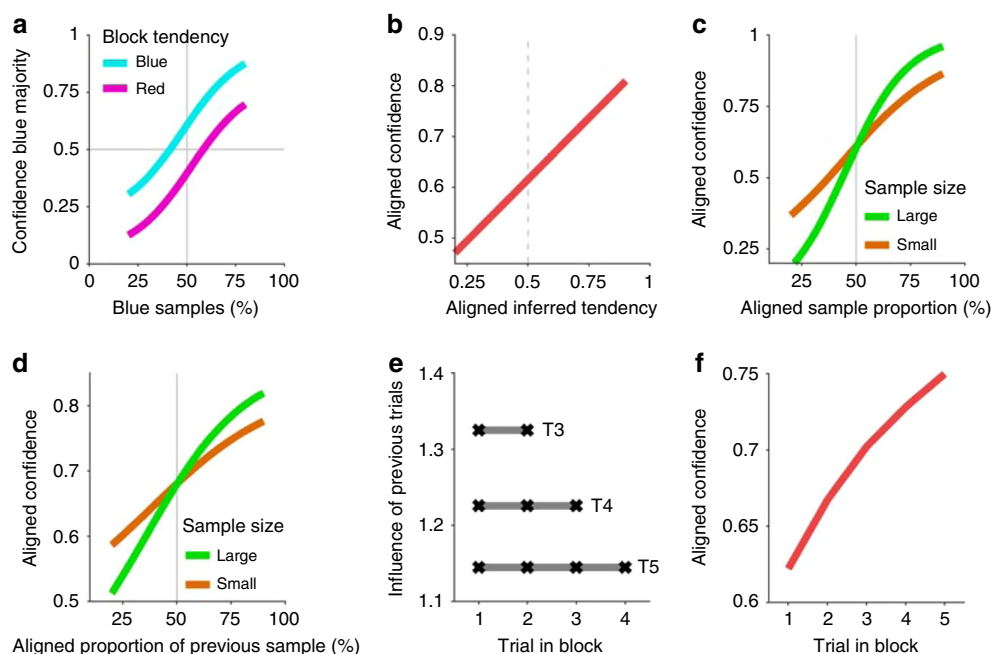 a
Confidence blue majority
1
0.75
0.5
0.25
0
Block tendency
Blue
Red
0 25 50 75 100
Blue samples (%)
b
Aligned confidence
0.9
0.8
0.7
0.6
0.5
0.25 0.5 0.75 1
Aligned inferred tendency
c
Aligned confidence
1
0.75
0.5
0.25
Sample size
Large
Small
25 50 75 100
Aligned sample proportion (%)
d
Aligned confidence
0.8
0.7
0.6
0.5
Sample size
Large
Small
25 50 75 100
Aligned proportion of previous sample (%)
e
Influence of previous trials
1.4
1.3
1.2
1.1
T3
T4
T5
1 2 3 4
Trial in block
f
Aligned confidence
0.75
0.7
0.65
0.6
1 2 3 4 5
Trial in block